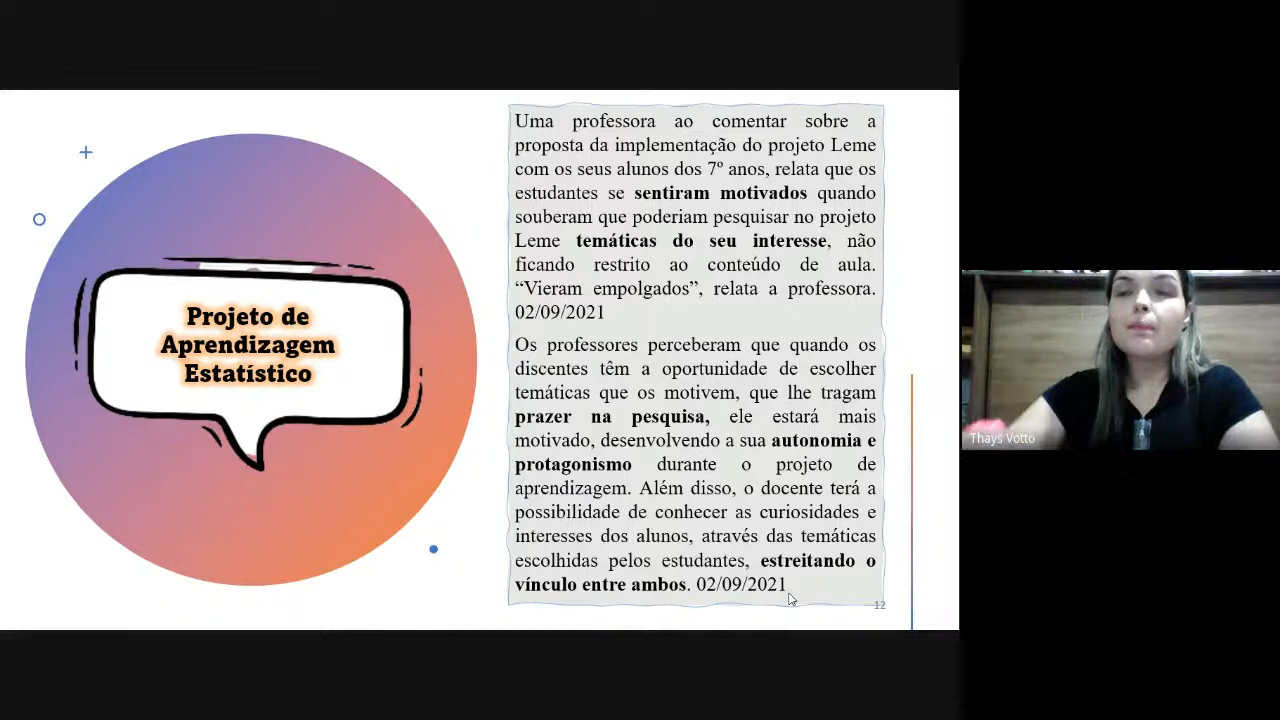 Projeto de
Aprendizagem
Estatístico
Uma professora ao comentar sobre a
proposta da implementação do projeto Leme
com os seus alunos dos 7º anos, relata que os
estudantes se sentiram motivados quando
souberam que poderiam pesquisar no projeto
Leme temáticas do seu interesse, não
ficando restrito ao conteúdo de aula.
“Vieram empolgados”, relata a professora.
02/09/2021
Os professores perceberam que quando os
discentes têm a oportunidade de escolher
temáticas que os motivem, que lhe tragam
prazer na pesquisa, ele estará mais
motivado, desenvolvendo a sua autonomia e
protagonismo durante o projeto de
aprendizagem. Além disso, o docente terá a
possibilidade de conhecer as curiosidades e
interesses dos alunos, através das temáticas
escolhidas pelos estudantes, estreitando o
vínculo entre ambos. 02/09/2021
12
Thays Votto